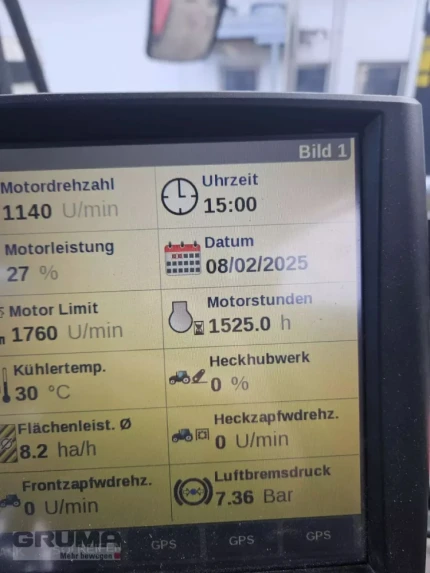 Bild 1
Motordrehzahl
1140 U/min
Uhrzeit
15:00
Motorleistung
27 %
Datum
08/02/2025
Motor Limit
1760 U/min
Motorstunden
1525.0 h
Kühlertemp.
30 °C
Heckhubwerk
0 %
Flächenleist. Ø
8.2 ha/h
Heckzapfwdrehz.
0 U/min
Frontzapfwdrehz.
0 U/min
Luftbremsdruck
7.36 Bar
GPS GPS GPS
GRUMA
Mehr bewegen